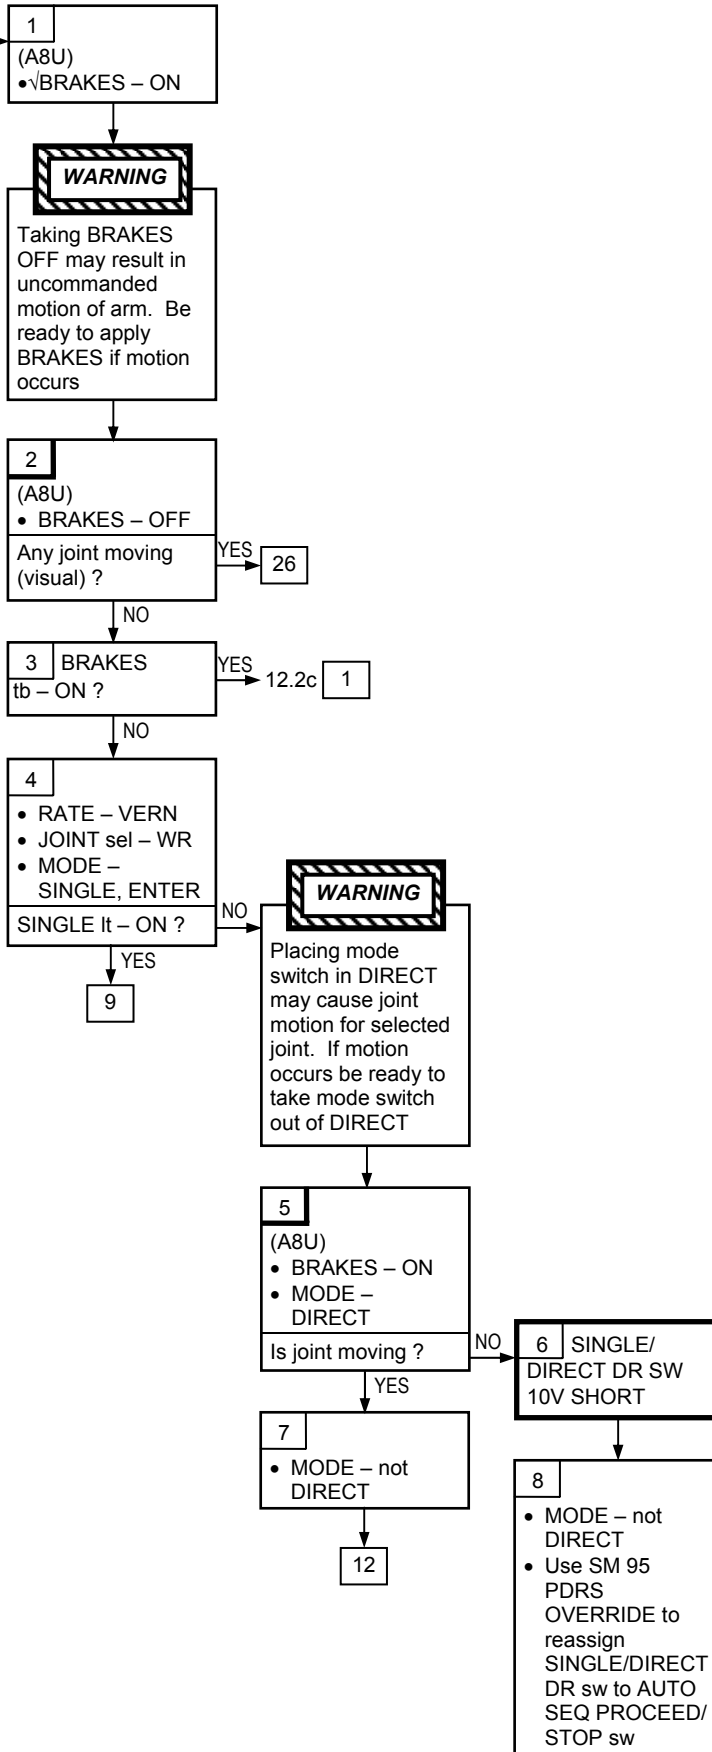 1
(A8U)
•√BRAKES – ON
WARNING
Taking BRAKES
OFF may result in
uncommanded
motion of arm. Be
ready to apply
BRAKES if motion
occurs
2
(A8U)
• BRAKES – OFF
Any joint moving
(visual) ?
YES
26
NO
3 BRAKES
tb – ON ?
YES
12.2c 1
NO
4
• RATE – VERN
• JOINT sel – WR
• MODE –
SINGLE, ENTER
SINGLE lt – ON ?
NO
YES
9
WARNING
Placing mode
switch in DIRECT
may cause joint
motion for selected
joint. If motion
occurs be ready to
take mode switch
out of DIRECT
5
(A8U)
• BRAKES – ON
• MODE –
DIRECT
Is joint moving ?
NO
YES
6 SINGLE/
DIRECT DR SW
10V SHORT
7
• MODE – not
DIRECT
12
8
• MODE – not
DIRECT
• Use SM 95
PDRS
OVERRIDE to
reassign
SINGLE/DIRECT
DR sw to AUTO
SEQ PROCEED/
STOP sw